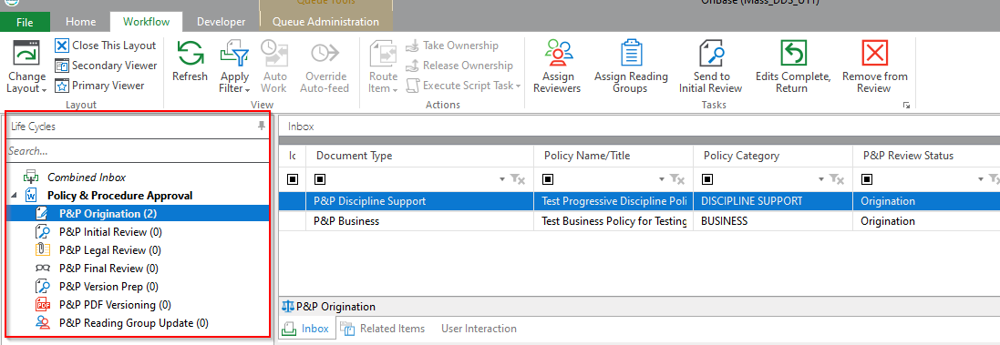 Queue Tools
OnBase (Mass_DDS_UT1)
File
Home
Workflow
Developer
Queue Administration
Change Layout
Close This Layout
Secondary Viewer
Primary Viewer
Layout
Refresh
Apply Filter
Auto Work
Override Auto-feed
View
Route Item
Take Ownership
Release Ownership
Execute Script Task
Actions
Assign Reviewers
Assign Reading Groups
Send to Initial Review
Edits Complete, Return
Remove from Review
Tasks
Life Cycles
Search...
Combined Inbox
Policy & Procedure Approval
P&P Origination (2)
P&P Initial Review (0)
P&P Legal Review (0)
P&P Final Review (0)
P&P Version Prep (0)
PDF
P&P PDF Versioning (0)
P&P Reading Group Update (0)
Inbox
Ic Document Type Policy Name/Title Policy Category P&P Review Status
P&P Discipline Support Test Progressive Discipline Poli DISCIPLINE SUPPORT Origination
P&P Business Test Business Policy for Testing BUSINESS Origination
P&P Origination
Inbox Related Items User Interaction